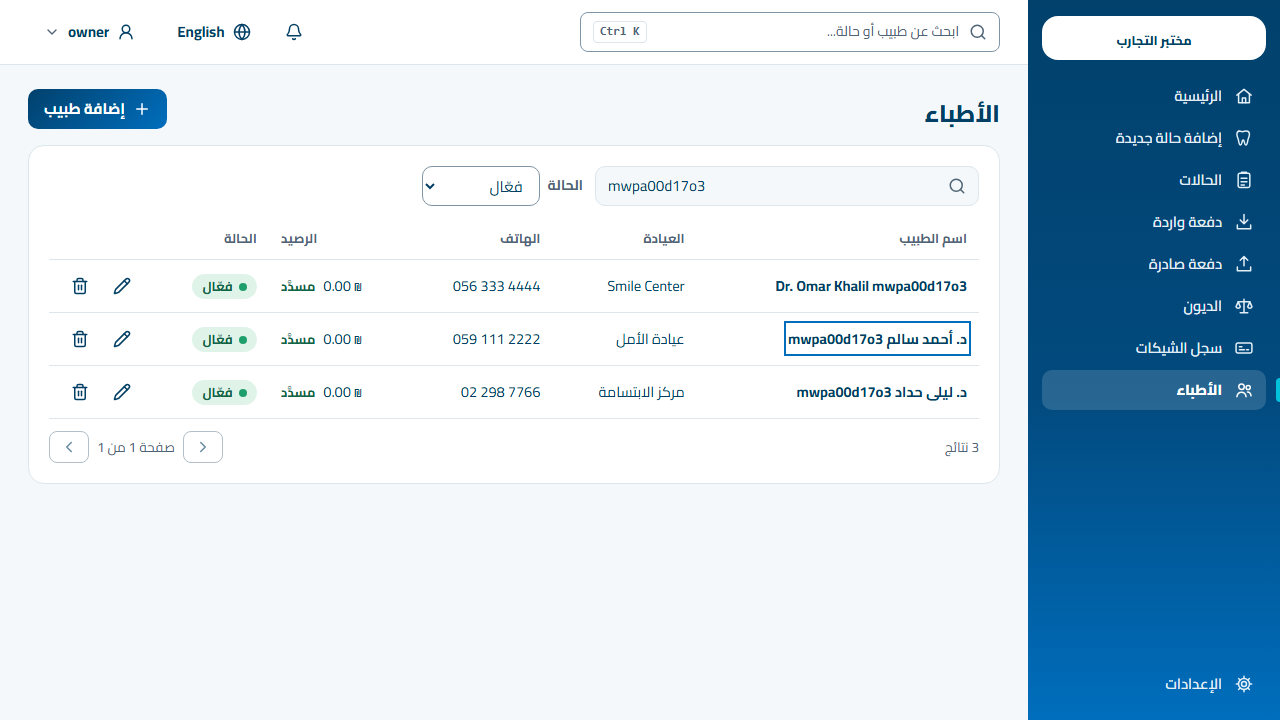 مختبر التجارب
الرئيسية
إضافة حالة جديدة
الحالات
دفعة واردة
دفعة صادرة
الديون
سجل الشيكات
الأطباء
الإعدادات
ابحث عن طبيب أو حالة...
Ctrl K
English
owner
الأطباء
إضافة طبيب
mwpa00d17o3
الحالة
فعّال
اسم الطبيب العيادة الهاتف الرصيد الحالة
Dr. Omar Khalil mwpa00d17o3 Smile Center 056 333 4444 ₪ 0.00 مسدَّد فعّال
د. أحمد سالم mwpa00d17o3 عيادة الأمل 059 111 2222 ₪ 0.00 مسدَّد فعّال
د. ليلى حداد mwpa00d17o3 مركز الابتسامة 02 298 7766 ₪ 0.00 مسدَّد فعّال
3 نتائج
صفحة 1 من 1